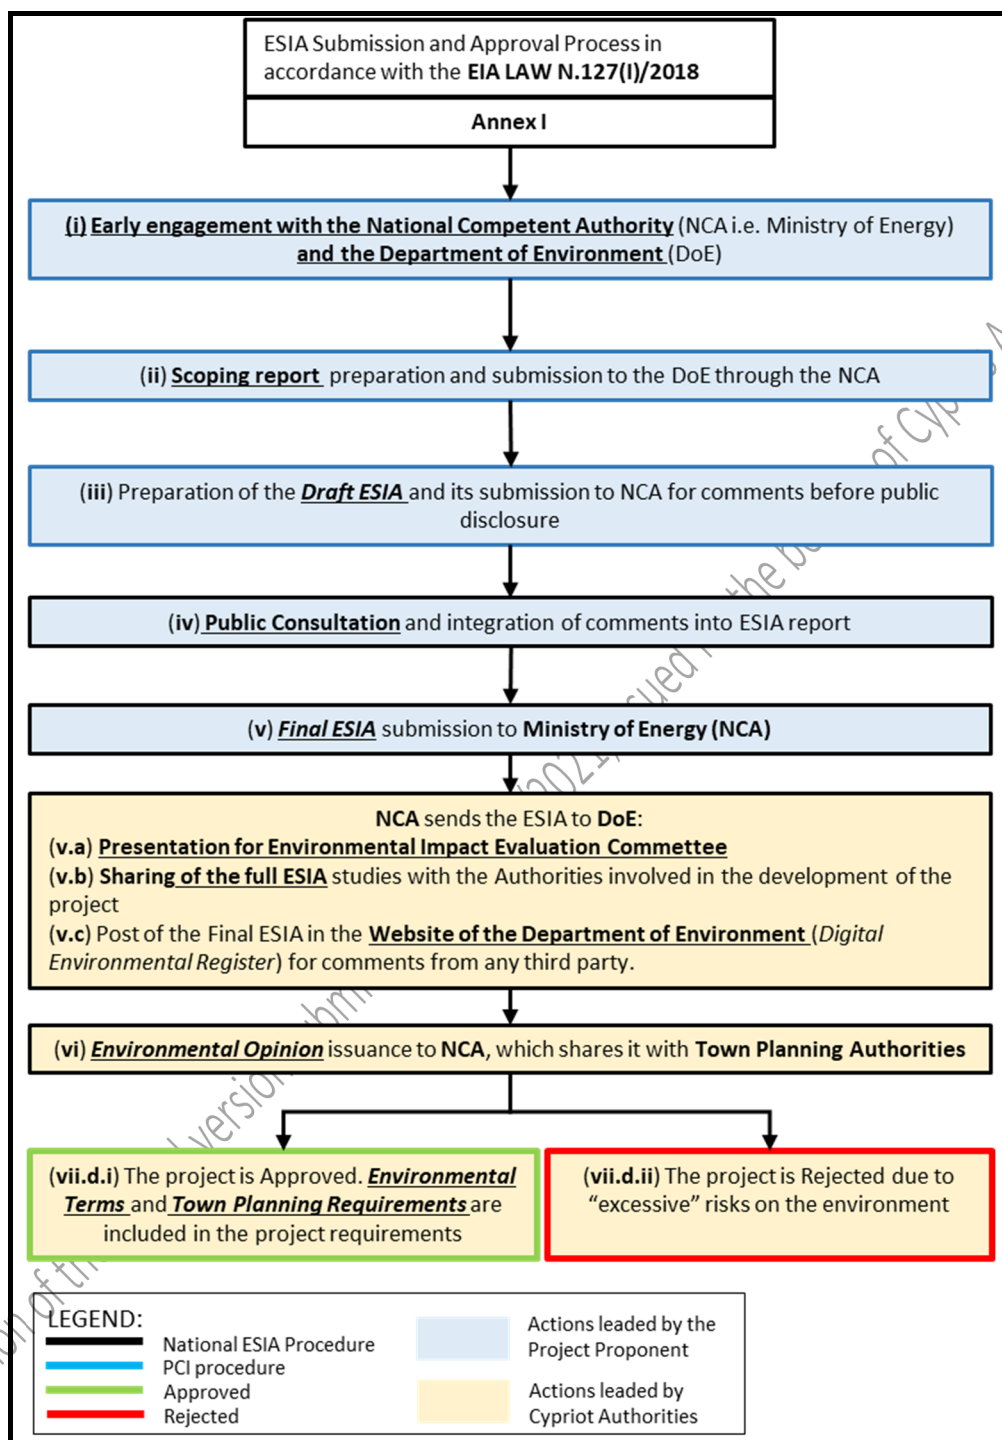 ESIA Submission and Approval Process in
accordance with the EIA LAW N.127(I)/2018
Annex I
(i) Early engagement with the National Competent Authority (NCA i.e. Ministry of Energy)
and the Department of Environment (DoE)
(ii) Scoping report preparation and submission to the DoE through the NCA
(iii) Preparation of the Draft ESIA and its submission to NCA for comments before public
disclosure
(iv) Public Consultation and integration of comments into ESIA report
(v) Final ESIA submission to Ministry of Energy (NCA)
NCA sends the ESIA to DoE:
(v.a) Presentation for Environmental Impact Evaluation Committee
(v.b) Sharing of the full ESIA studies with the Authorities involved in the development of the
project
(v.c) Post of the Final ESIA in the Website of the Department of Environment (Digital
Environmental Register) for comments from any third party.
(vi) Environmental Opinion issuance to NCA, which shares it with Town Planning Authorities
(vii.d.i) The project is Approved. Environmental
Terms and Town Planning Requirements are
included in the project requirements
(vii.d.ii) The project is Rejected due to
“excessive” risks on the environment
LEGEND:
National ESIA Procedure
PCI procedure
Approved
Rejected
Actions leaded by the
Project Proponent
Actions leaded by
Cypriot Authorities